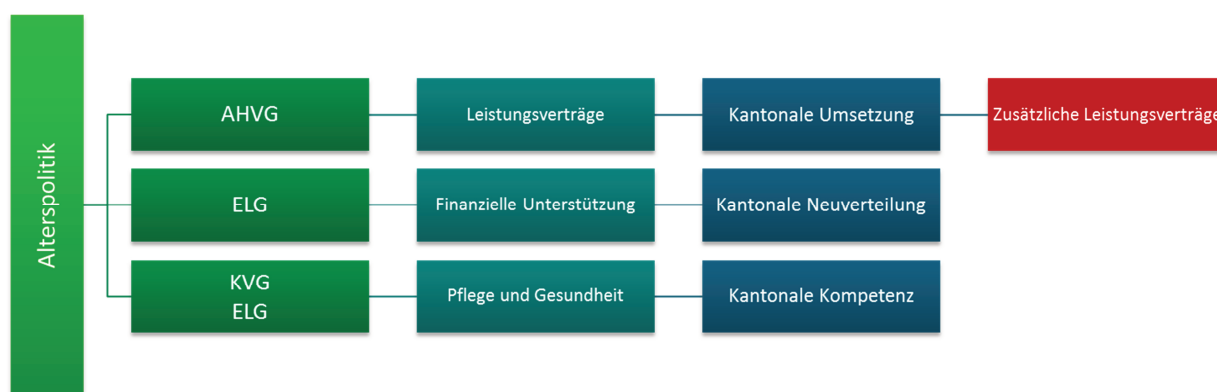 Alterspolitik
AHVG
Leistungsverträge
Kantonale Umsetzung
Zusätzliche Leistungsverträge
ELG
Finanzielle Unterstützung
Kantonale Neuverteilung
KVG
ELG
Pflege und Gesundheit
Kantonale Kompetenz